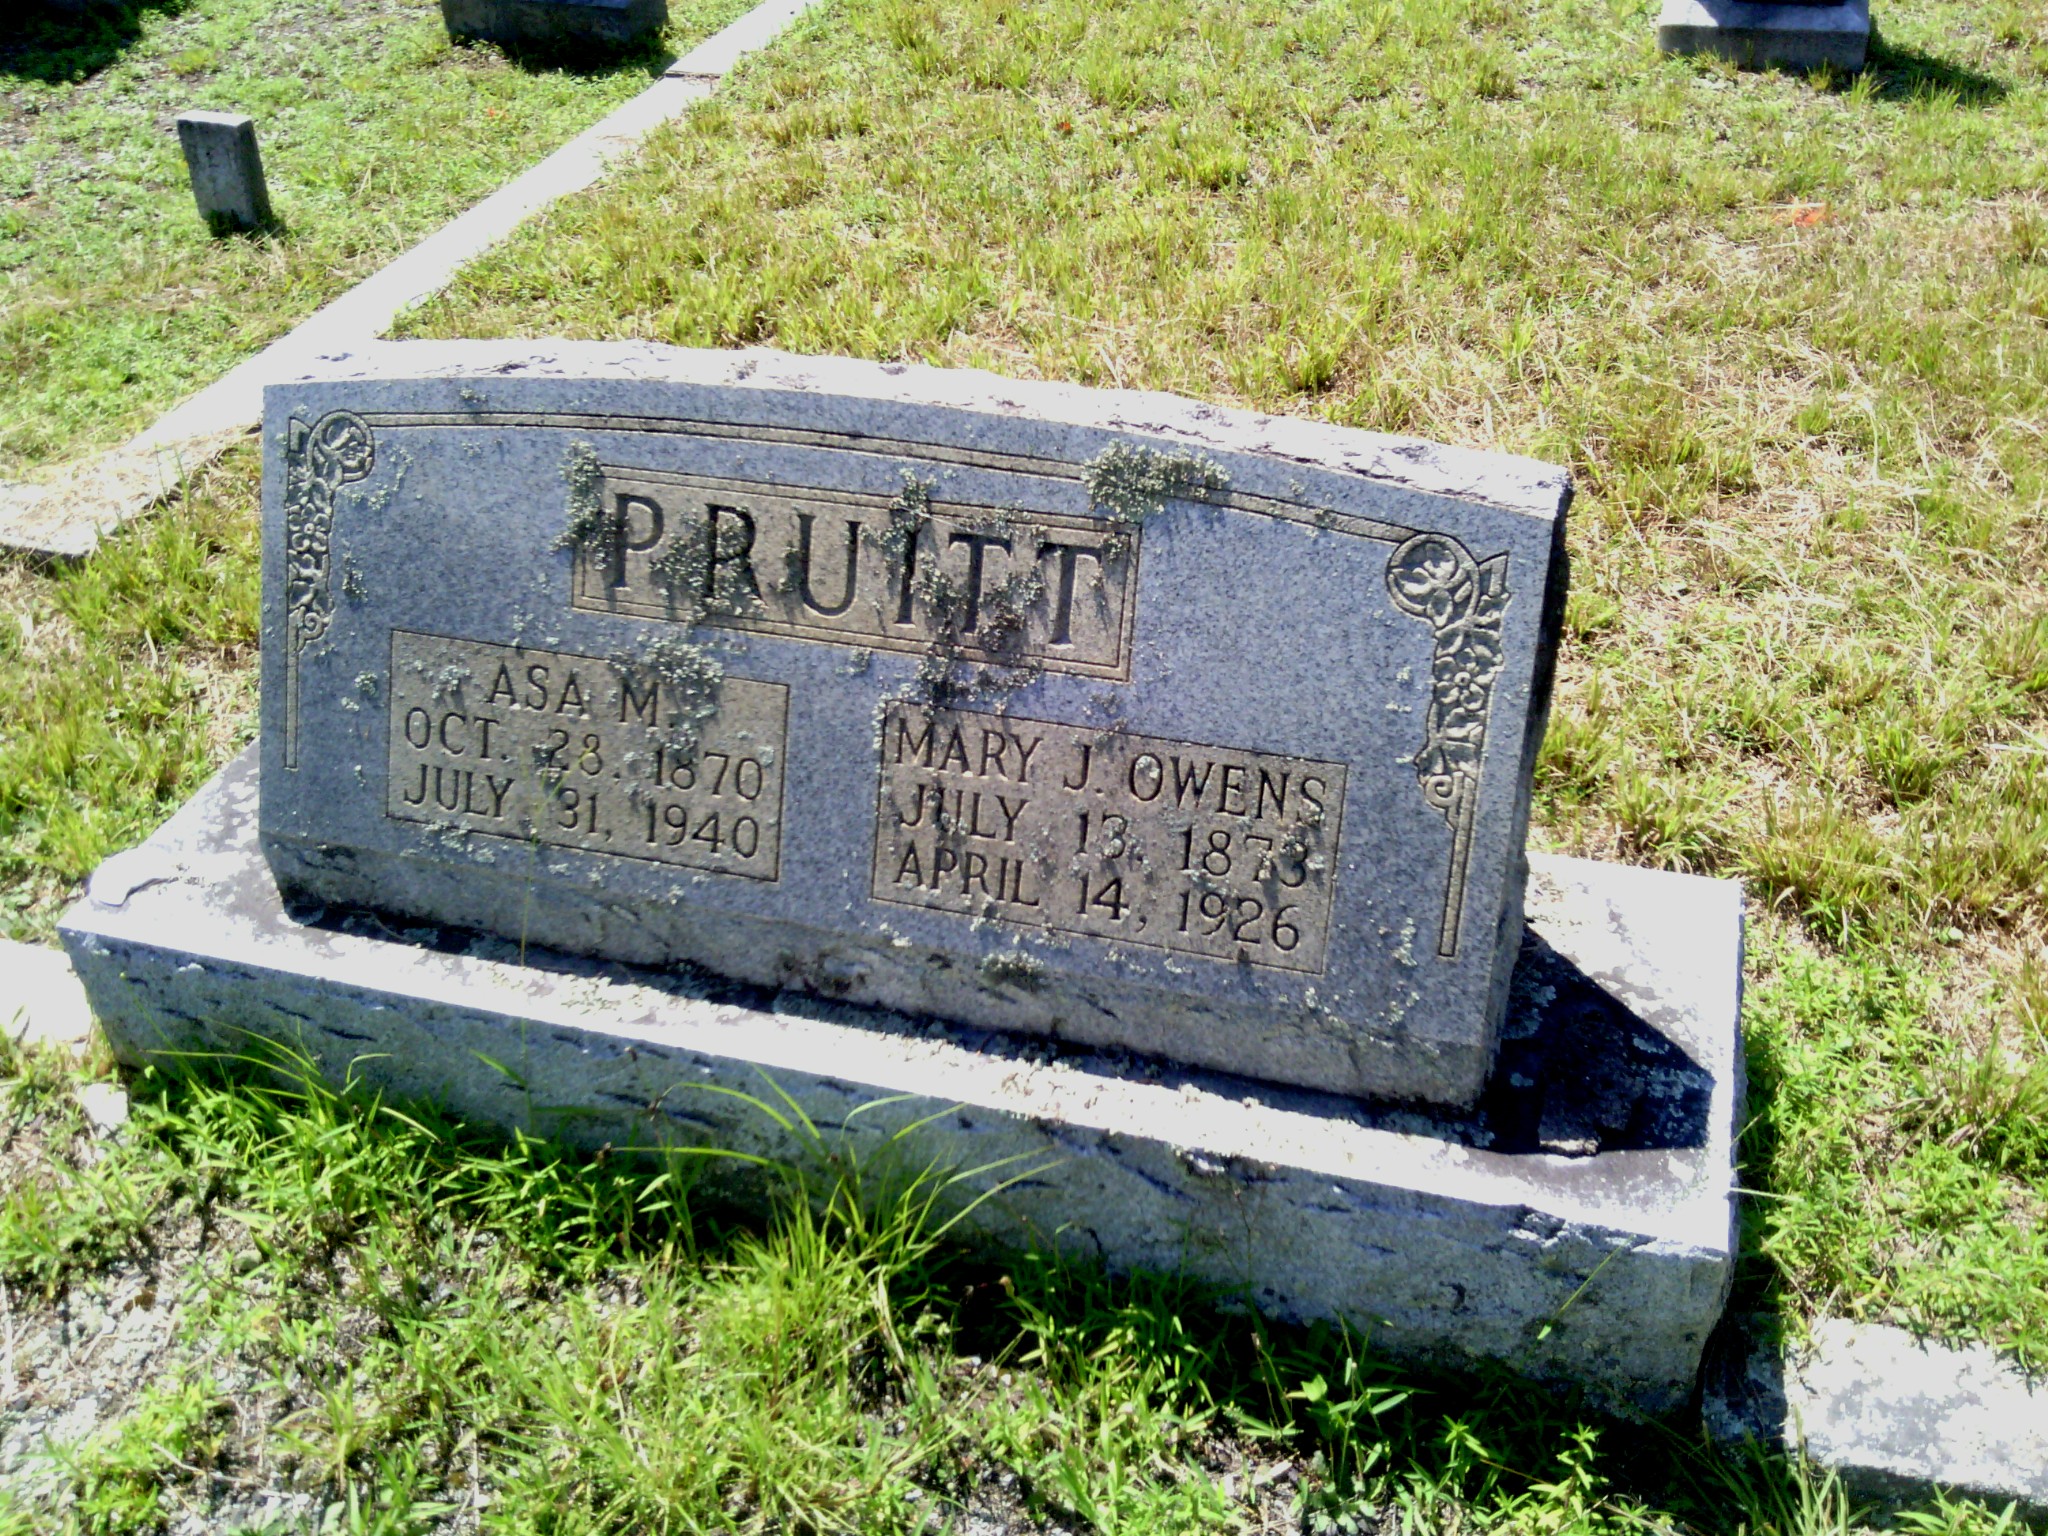 PRUITT
ASA M.
OCT. 28, 1870
JULY 31, 1940
MARY J. OWENS
JULY 13, 1873
APRIL 14, 1926